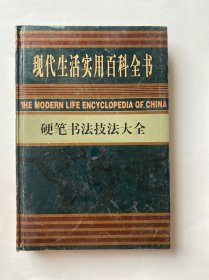 现代生活实用百科全书
THE MODERN LIFE ENCYCLOPEDIA OF CHINA
硬笔书法技法大全